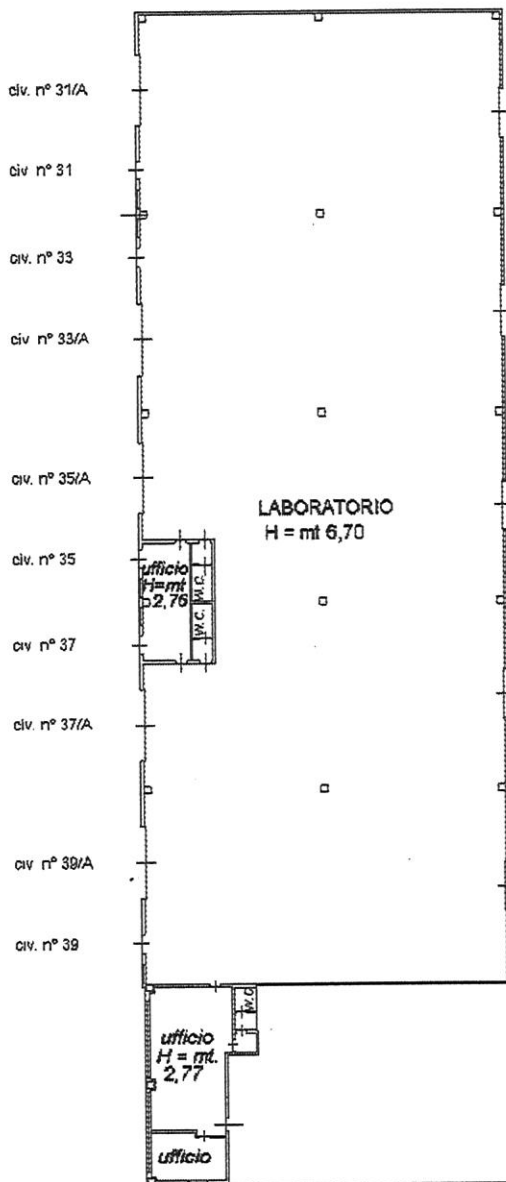 civ. n° 31/A
civ n° 31
civ. n° 33
civ n° 33/A
civ. n° 35/A
LABORATORIO
H = mt 6,70
civ. n° 35
ufficio
H=mt
2,76
w.c.
w.c.
civ n° 37
civ. n° 37/A
civ n° 39/A
civ. n° 39
w.c.
ufficio
H = mt.
2,77
ufficio